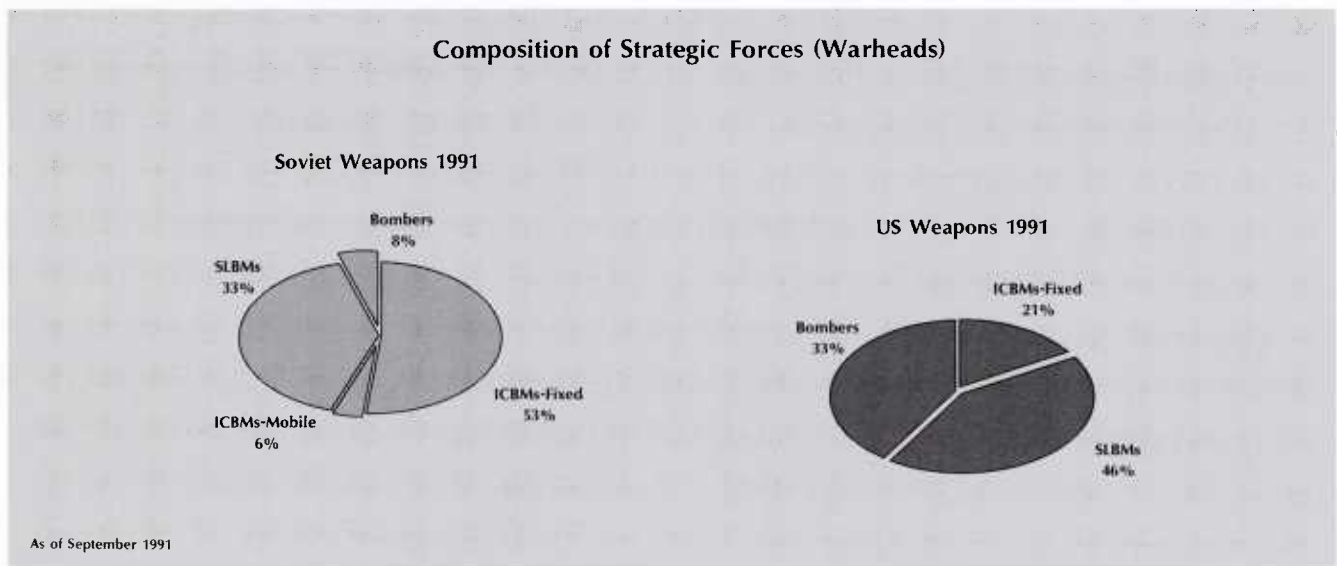 Composition of Strategic Forces (Warheads)
Soviet Weapons 1991
Bombers
8%
SLBMs
33%
ICBMs-Fixed
53%
ICBMs-Mobile
6%
US Weapons 1991
ICBMs-Fixed
21%
Bombers
33%
SLBMs
46%
As of September 1991